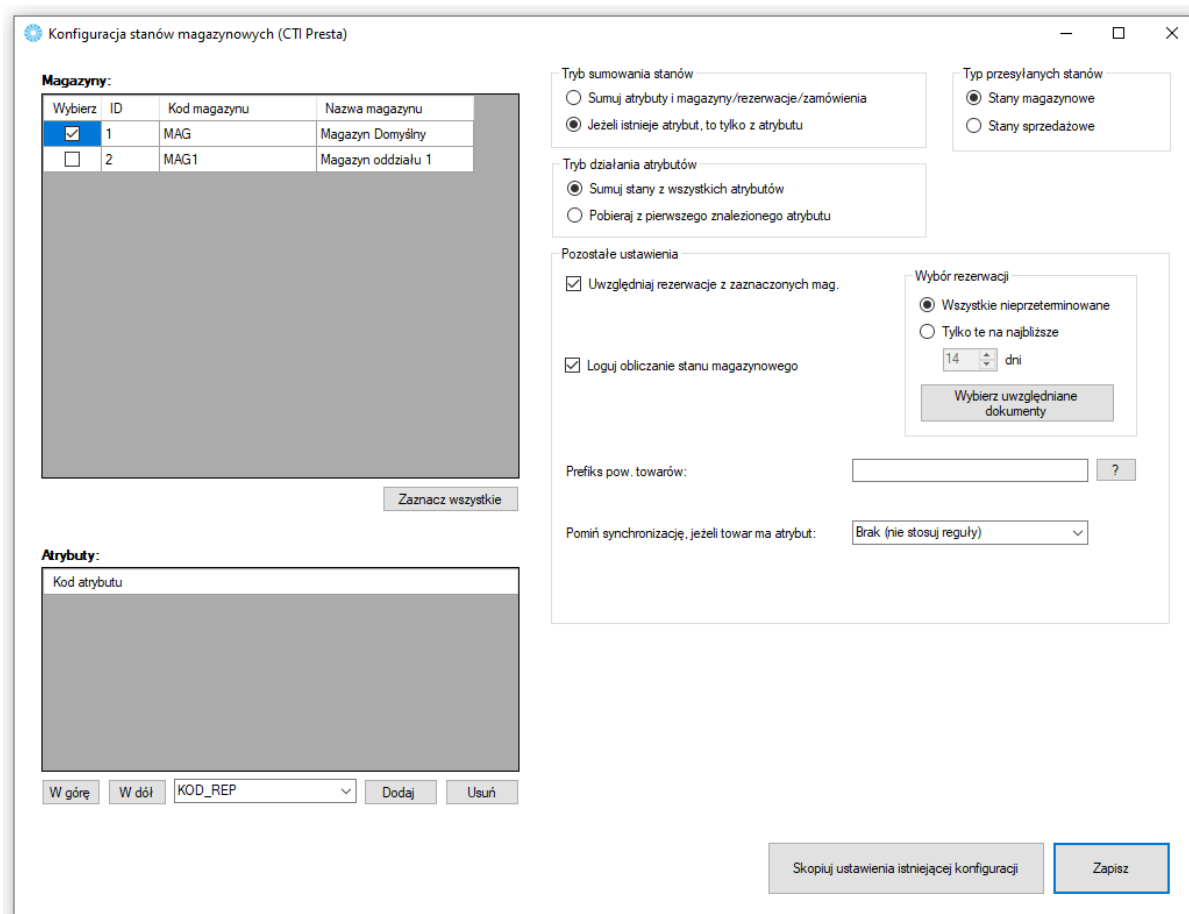 Konfiguracja stanów magazynowych (CTI Presta)
Magazyny:
Wybierz ID Kod magazynu Nazwa magazynu
1 MAG Magazyn Domyślny
2 MAG1 Magazyn oddziału 1
Zaznacz wszystkie
Atrybuty:
Kod atrybutu
W górę W dół KOD_REP Dodaj Usuń
Tryb sumowania stanów
Sumuj atrybuty i magazyny/rezerwacje/zamówienia
Jeżeli istnieje atrybut, to tylko z atrybutu
Typ przesyłanych stanów
Stany magazynowe
Stany sprzedażowe
Tryb działania atrybutów
Sumuj stany z wszystkich atrybutów
Pobieraj z pierwszego znalezionego atrybutu
Pozostałe ustawienia
Uwzględniaj rezerwacje z zaznaczonych mag.
Loguj obliczanie stanu magazynowego
Wybór rezerwacji
Wszystkie nieprzeterminowane
Tylko te na najbliższe
14 dni
Wybierz uwzględniane
dokumenty
Prefiks pow. towarów: ?
Pomiń synchronizację, jeżeli towar ma atrybut: Brak (nie stosuj reguły)
Skopiuj ustawienia istniejącej konfiguracji Zapisz